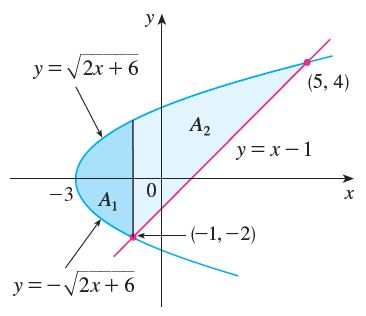 y
y = √2x + 6
(5, 4)
A₂
y = x − 1
−3
A₁
0
x
(−1, −2)
y = −√2x + 6